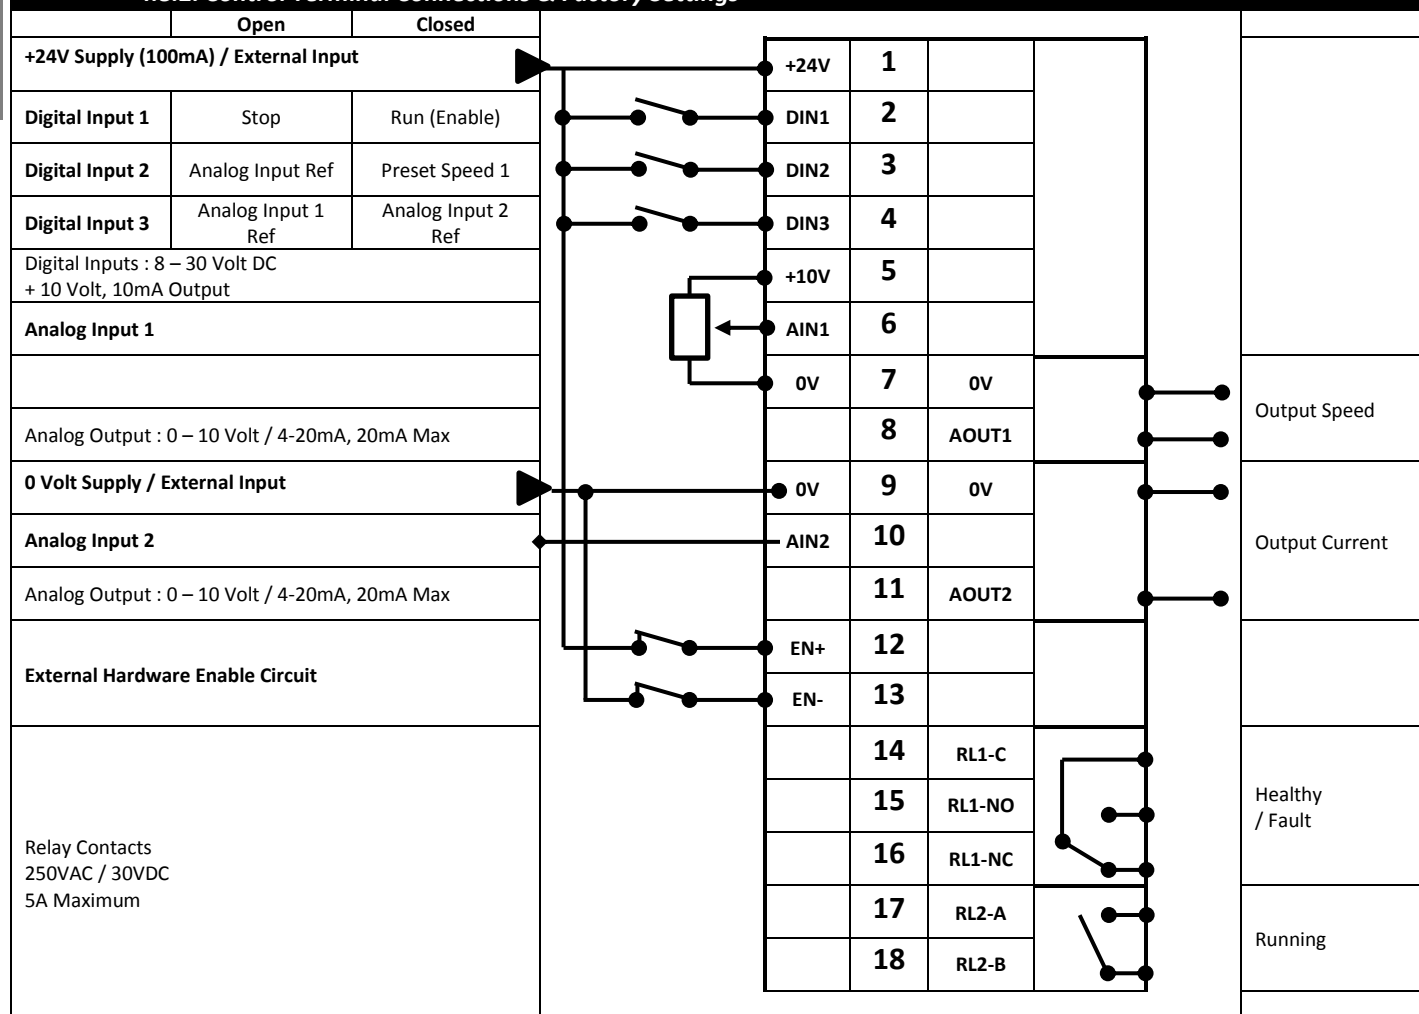 Control Terminal Connections & Factory Settings
Open Closed
+24V Supply (100mA) / External Input +24V 1
Digital Input 1 Stop Run (Enable) DIN1 2
Digital Input 2 Analog Input Ref Preset Speed 1 DIN2 3
Digital Input 3 Analog Input 1 Ref Analog Input 2 Ref DIN3 4
Digital Inputs : 8 – 30 Volt DC
+ 10 Volt, 10mA Output +10V 5
Analog Input 1 AIN1 6
0V 7 0V
Output Speed
Analog Output : 0 – 10 Volt / 4-20mA, 20mA Max 8 AOUT1
0 Volt Supply / External Input 0V 9 0V
Analog Input 2 AIN2 10 Output Current
Analog Output : 0 – 10 Volt / 4-20mA, 20mA Max 11 AOUT2
EN+ 12
External Hardware Enable Circuit
EN- 13
14 RL1-C
15 RL1-NO
Healthy
/ Fault
16 RL1-NC
Relay Contacts
250VAC / 30VDC
5A Maximum
17 RL2-A
Running
18 RL2-B